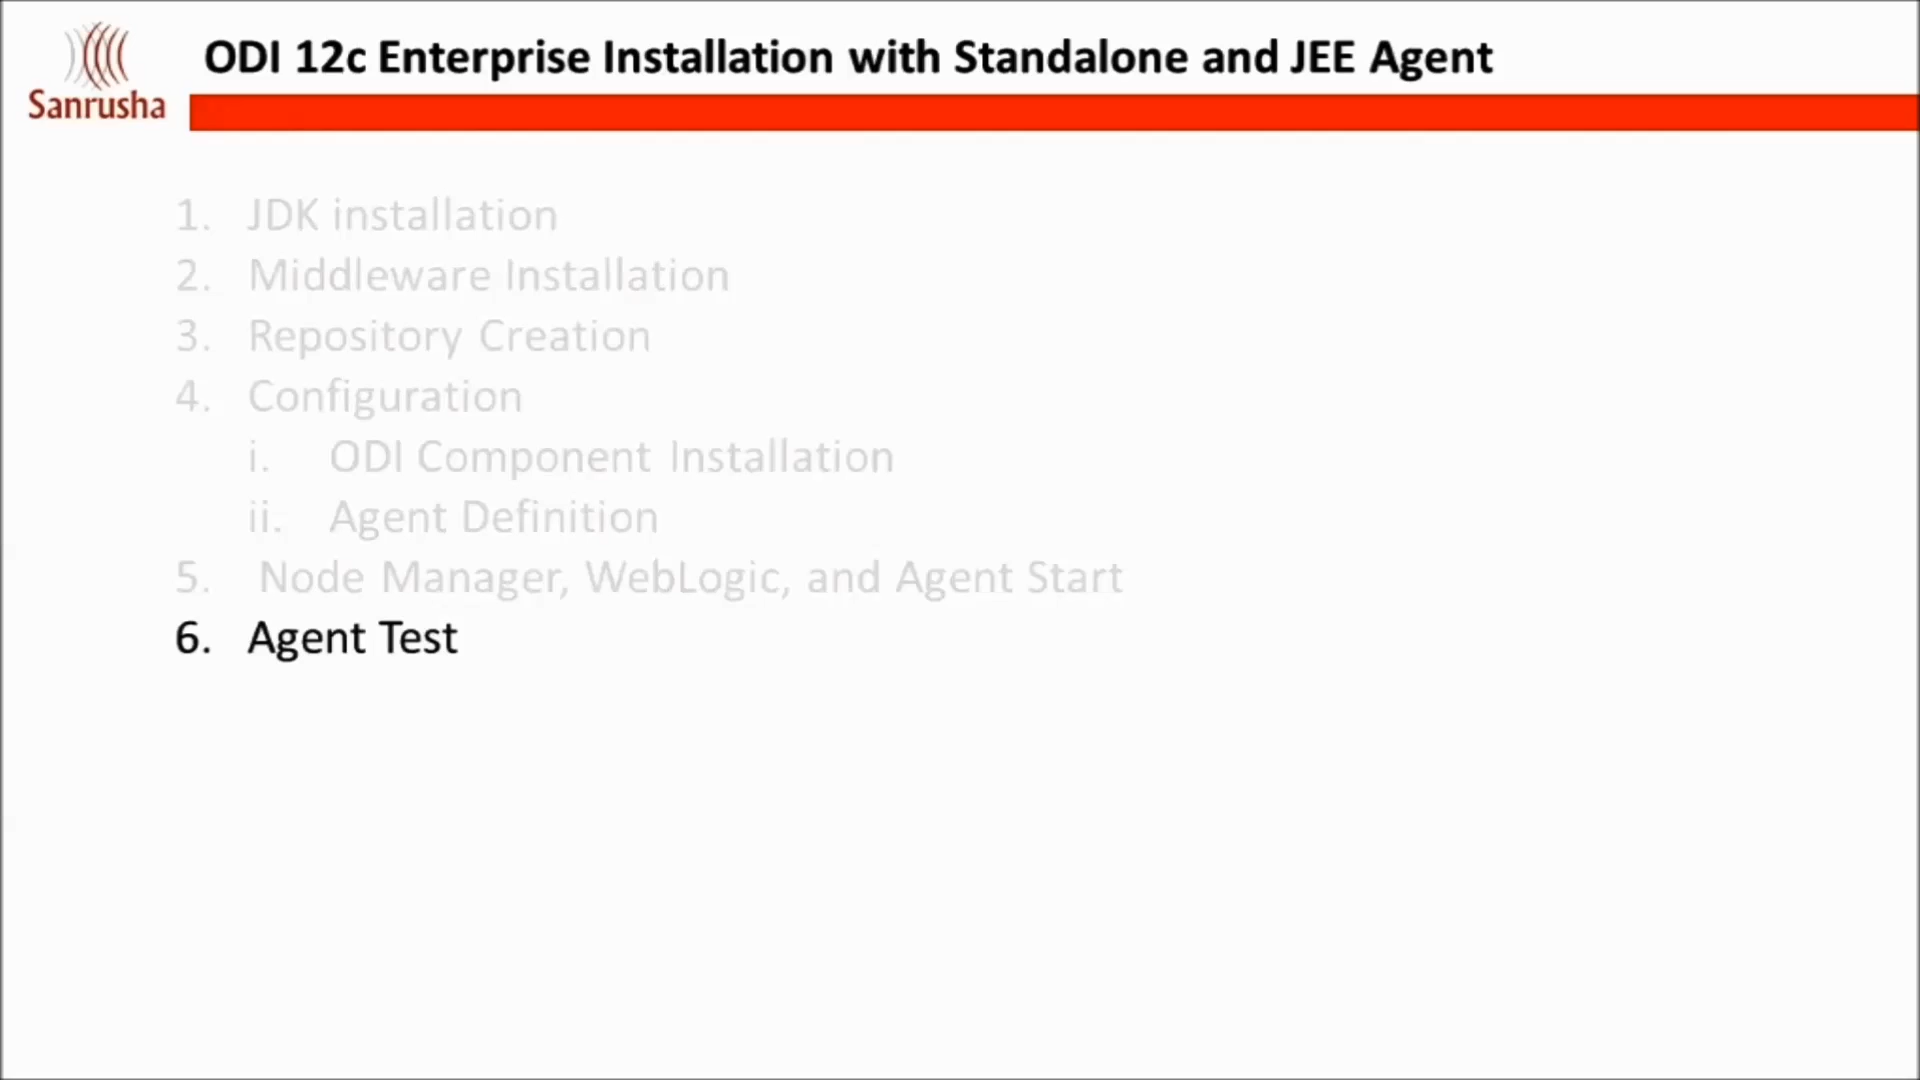 Sanrusha
ODI 12c Enterprise Installation with Standalone and JEE Agent
1. JDK installation
2. Middleware Installation
3. Repository Creation
4. Configuration
i. ODI Component Installation
ii. Agent Definition
5. Node Manager, WebLogic, and Agent Start
6. Agent Test